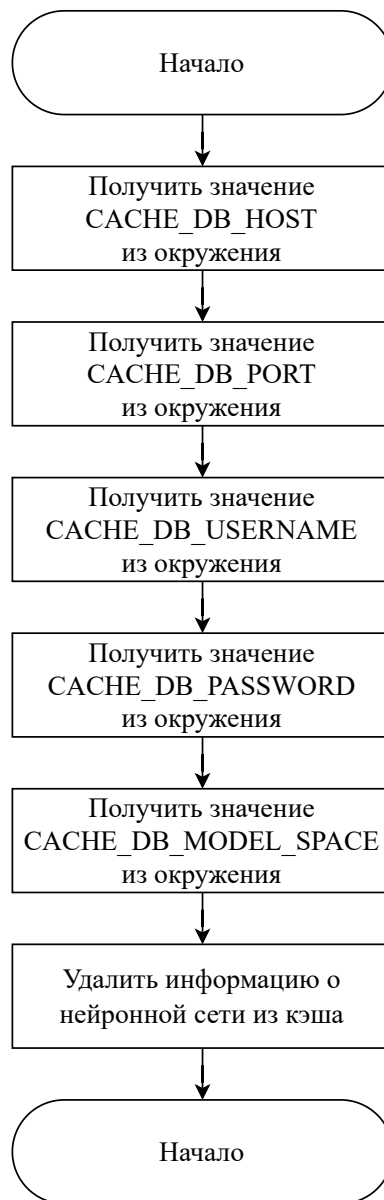 Начало
Получить значение
CACHE_DB_HOST
из окружения
Получить значение
CACHE_DB_PORT
из окружения
Получить значение
CACHE_DB_USERNAME
из окружения
Получить значение
CACHE_DB_PASSWORD
из окружения
Получить значение
CACHE_DB_MODEL_SPACE
из окружения
Удалить информацию о
нейронной сети из кэша
Начало